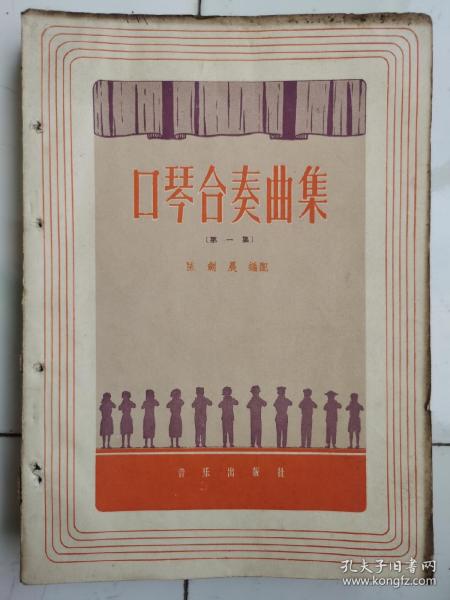 口琴合奏曲集
（第一集）
陈剑晨 编配
音乐出版社
孔夫子旧书网
www.kongfz.com